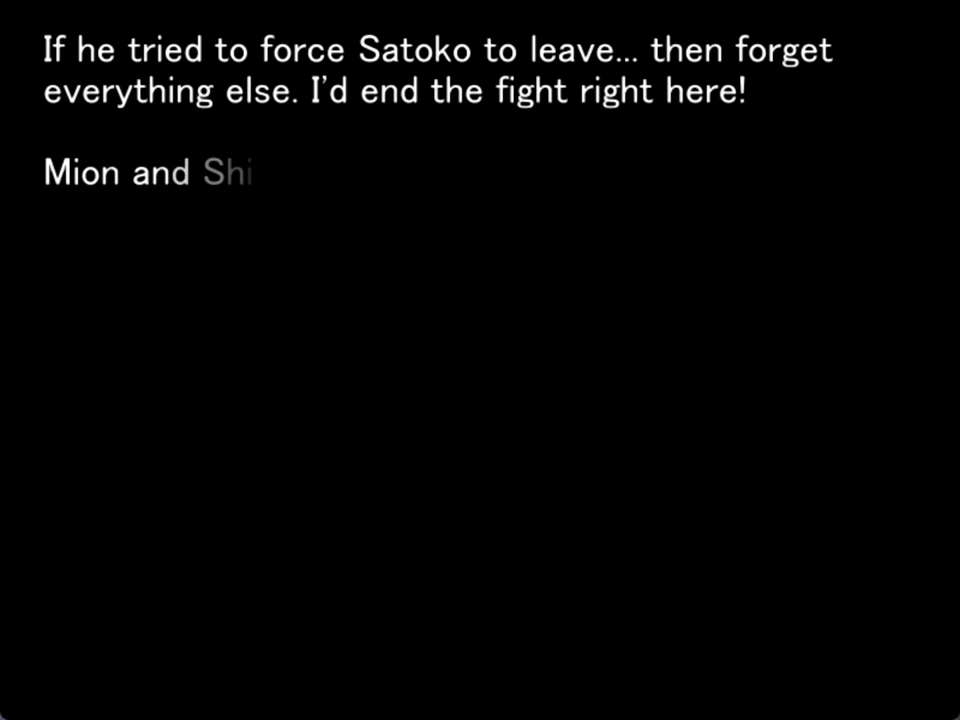 If he tried to force Satoko to leave... then forget
everything else. I'd end the fight right here!
Mion and Shi